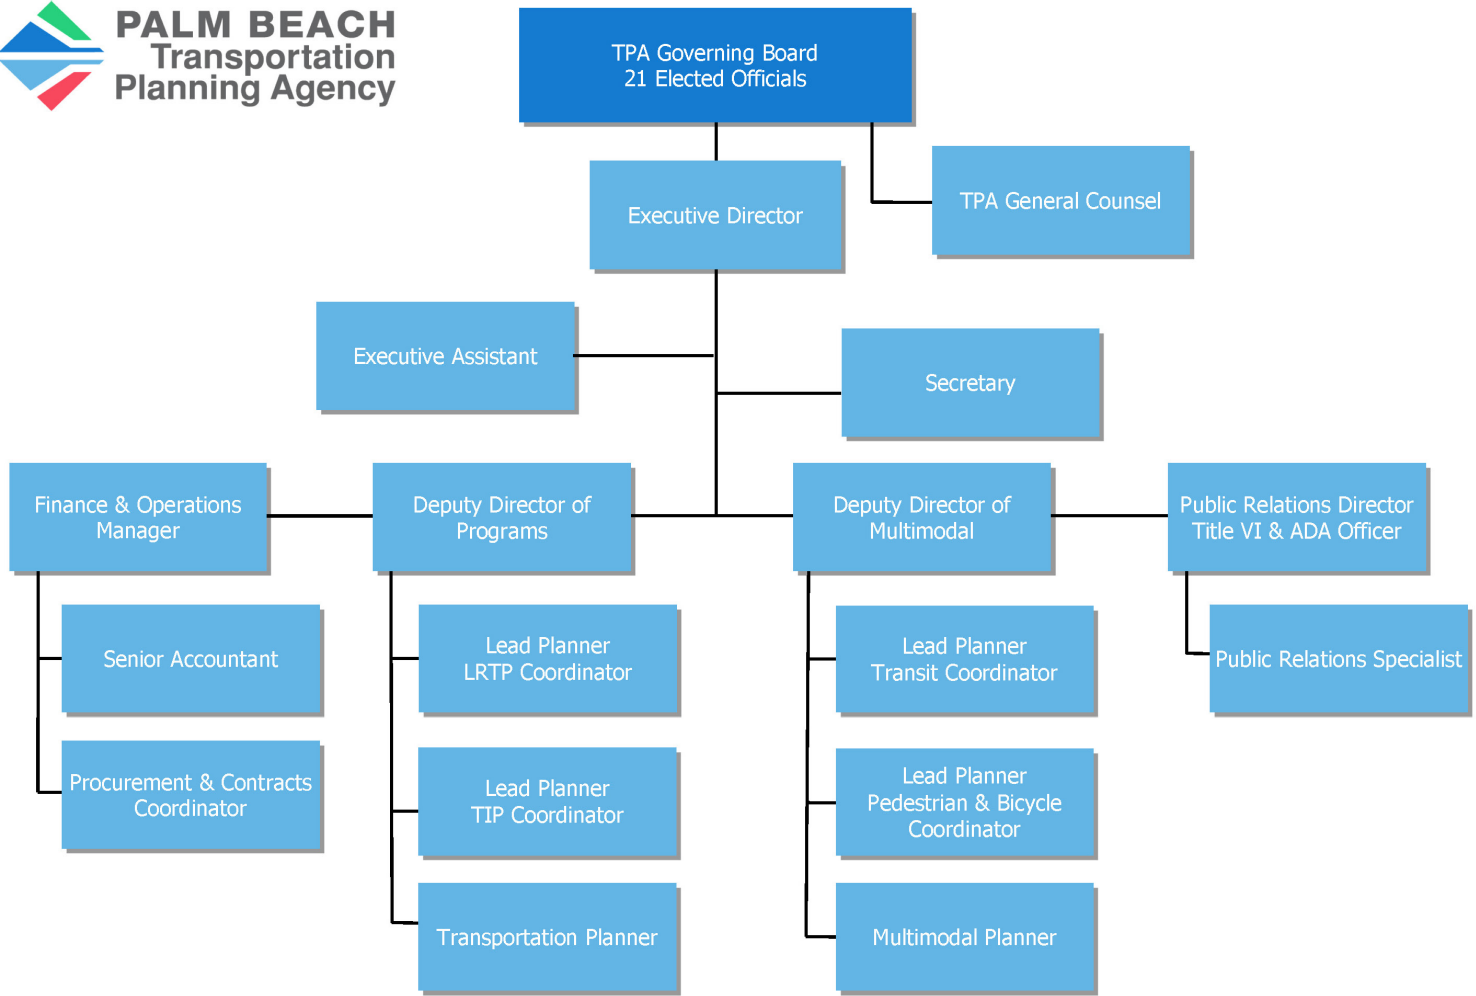 PALM BEACH
Transportation
Planning Agency
TPA Governing Board
21 Elected Officials
Executive Director
TPA General Counsel
Executive Assistant
Secretary
Finance & Operations
Manager
Deputy Director of
Programs
Deputy Director of
Multimodal
Public Relations Director
Title VI & ADA Officer
Senior Accountant
Procurement & Contracts
Coordinator
Lead Planner
LRTP Coordinator
Lead Planner
TIP Coordinator
Transportation Planner
Lead Planner
Transit Coordinator
Lead Planner
Pedestrian & Bicycle
Coordinator
Multimodal Planner
Public Relations Specialist